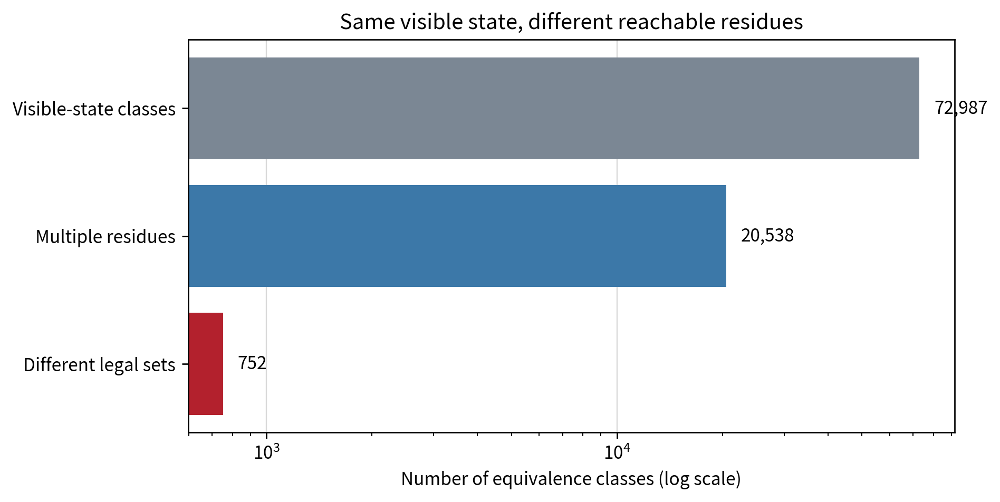 Same visible state, different reachable residues
Visible-state classes
72,987
Multiple residues
20,538
Different legal sets
752
10³
10⁴
Number of equivalence classes (log scale)